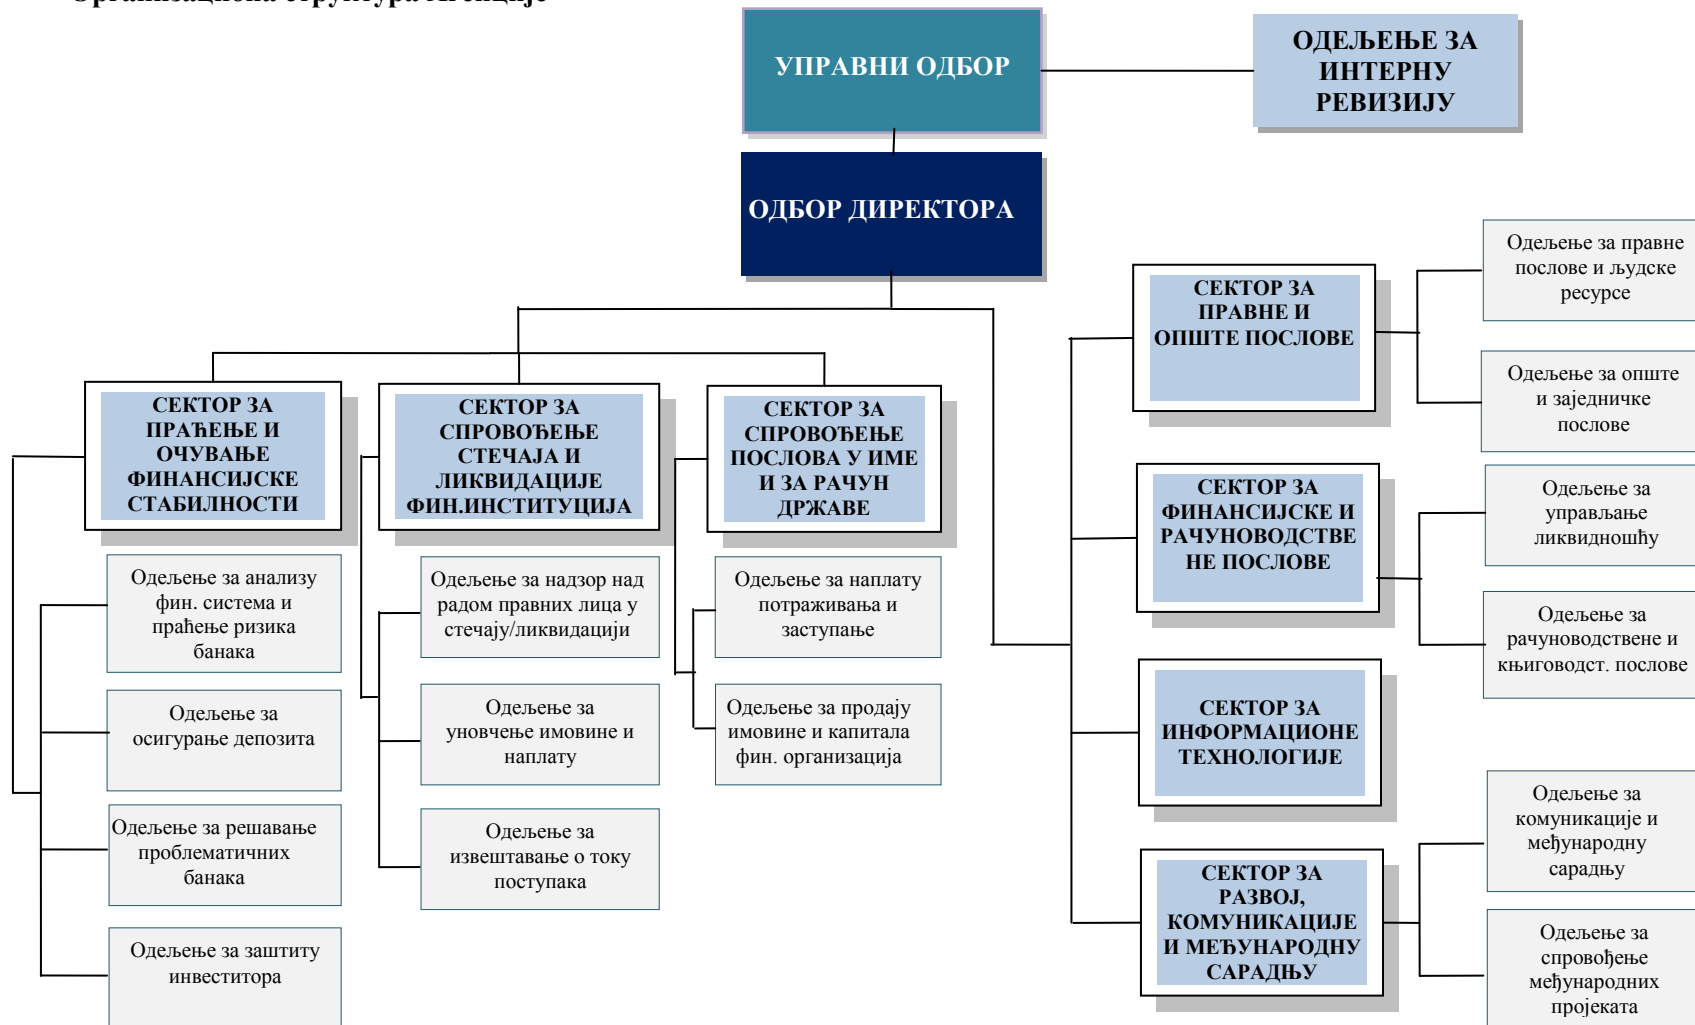 Организациона структура Агенције
УПРАВНИ ОДБОР
ОДЕЉЕЊЕ ЗА
ИНТЕРНУ
РЕВИЗИЈУ
ОДБОР ДИРЕКТОРА
СЕКТОР ЗА
ПРАЋЕЊЕ И
ОЧУВАЊЕ
ФИНАНСИЈСКЕ
СТАБИЛНОСТИ
Одељење за анализу
фин. система и
праћење ризика
банака
Одељење за
осигурање депозита
Одељење за решавање
проблематичних
банака
Одељење за заштиту
инвеститора
СЕКТОР ЗА
СПРОВОЂЕЊЕ
СТЕЧАЈА И
ЛИКВИДАЦИЈЕ
ФИН.ИНСТИТУЦИЈА
Одељење за надзор над
радом правних лица у
стечају/ликвидацији
Одељење за
уновчење имовине и
наплату
Одељење за
извештавање о току
поступака
СЕКТОР ЗА
СПРОВОЂЕЊЕ
ПОСЛОВА У ИМЕ
И ЗА РАЧУН
ДРЖАВЕ
Одељење за наплату
потраживања и
заступање
Одељење за продају
имовине и капитала
фин. организација
СЕКТОР ЗА
ПРАВНЕ И
ОПШТЕ ПОСЛОВЕ
Одељење за правне
послове и људске
ресурсе
Одељење за опште
и заједничке
послове
СЕКТОР ЗА
ФИНАНСИЈСКЕ И
РАЧУНОВОДСТВЕ
НЕ ПОСЛОВЕ
Одељење за
управљање
ликвидношћу
Одељење за
рачуноводствене и
књиговодст. послове
СЕКТОР ЗА
ИНФОРМАЦИОНЕ
ТЕХНОЛОГИЈЕ
СЕКТОР ЗА
РАЗВОЈ,
КОМУНИКАЦИЈЕ
И МЕЂУНАРОДНУ
САРАДЊУ
Одељење за
комуникације и
међународну
сарадњу
Одељење за
спровођење
међународних
пројеката